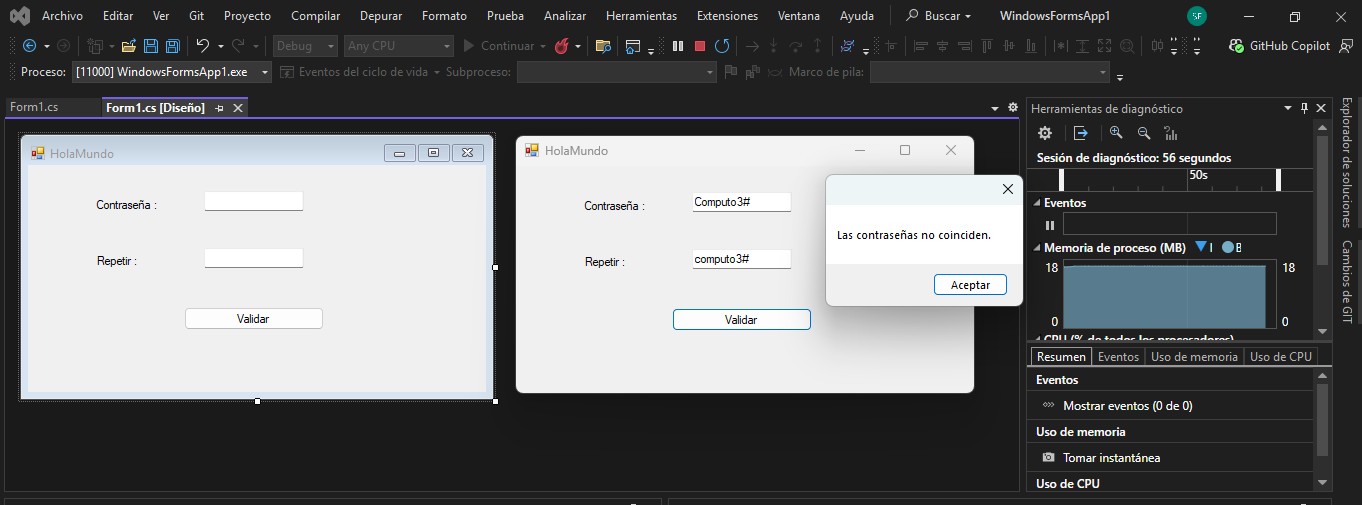 Archivo Editar Ver Git Proyecto Compilar Depurar Formato Prueba Analizar Herramientas Extensiones Ventana Ayuda Buscar WindowsFormsApp1 SF
Debug Any CPU Continuar GitHub Copilot
Proceso: [11000] WindowsFormsApp1.exe Eventos del ciclo de vida Subproceso: Marco de pila:
Form1.cs Form1.cs [Diseño]
HolaMundo
Contraseña :
Repetir :
Validar
HolaMundo
Contraseña : Computo3#
Repetir : computo3#
Validar
Las contraseñas no coinciden.
Aceptar
Herramientas de diagnóstico
Sesión de diagnóstico: 56 segundos
50s
Eventos
Memoria de proceso (MB) I B
18 18
0 0
CPU (% de todos los procesadores)
Resumen Eventos Uso de memoria Uso de CPU
Eventos
Mostrar eventos (0 de 0)
Uso de memoria
Tomar instantánea
Uso de CPU
Explorador de soluciones
Cambios de GIT